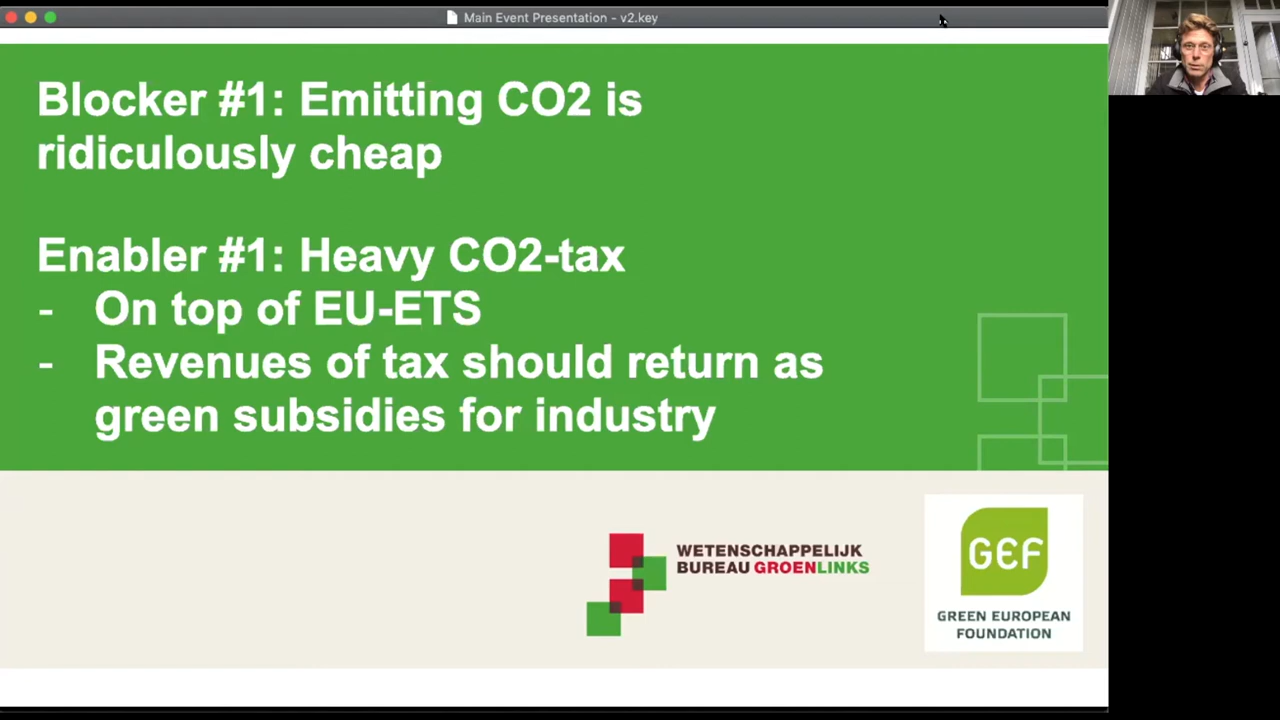 Main Event Presentation - v2.key
Blocker #1: Emitting CO2 is
ridiculously cheap
Enabler #1: Heavy CO2-tax
- On top of EU-ETS
- Revenues of tax should return as
green subsidies for industry
WETENSCHAPPELIJK
BUREAU GROENLINKS
GEF
GREEN EUROPEAN
FOUNDATION